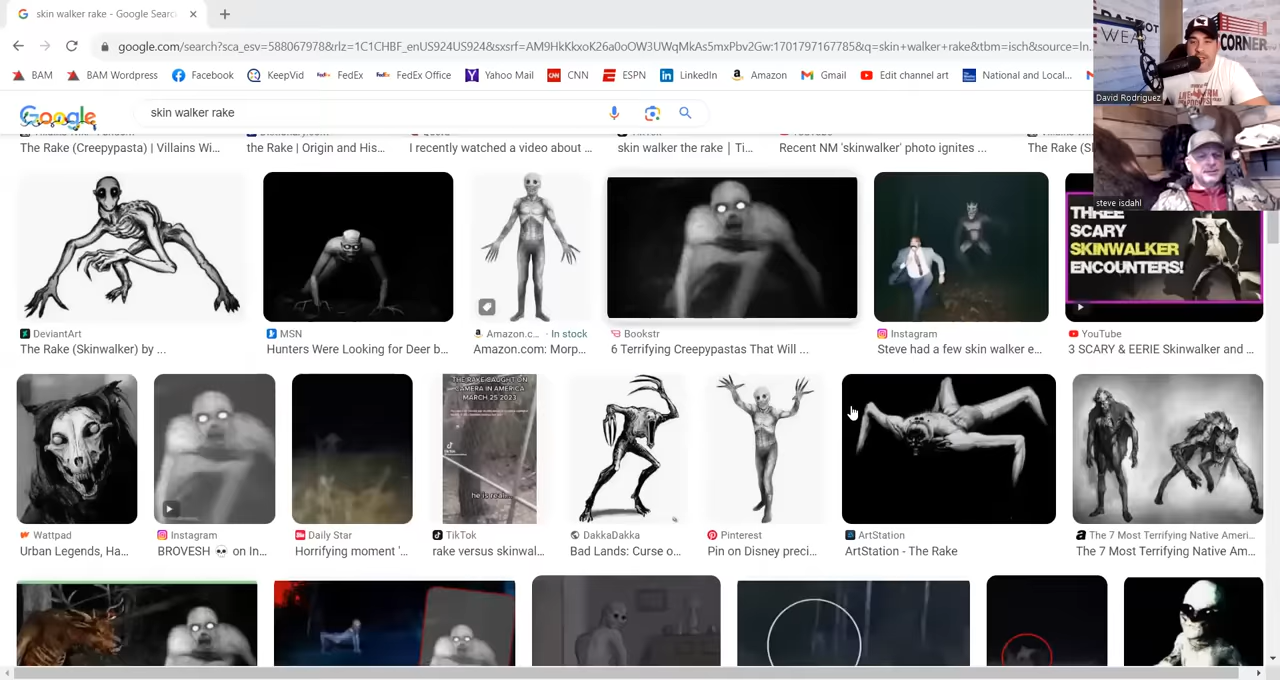 skin walker rake - Google Searc
google.com/search?sca_esv=588067978&rlz=1C1CHBF_enUS924US924&sxsrf=AM9HkKkxoK26a0oOW3UWqMkAs5mxPbv2Gw:1701797167785&q=skin+walker+rake&tbm=isch&source=ln.
BAM BAM Wordpress Facebook KeepVid FedEx FedEx Office Yahoo Mail CNN ESPN LinkedIn Amazon Gmail Edit channel art National and Local...
WEA
CORNER
David Rodriguez
steve isdahl
Google skin walker rake
The Rake (Creepypasta) | Villains Wi... the Rake | Origin and His... I recently watched a video about ... skin walker the rake | Ti... Recent NM 'skinwalker' photo ignites ... The Rake (Sk
THREE
SCARY
SKINWALKER
ENCOUNTERS!
DeviantArt MSN Amazon.c... · In stock Bookstr Instagram YouTube
The Rake (Skinwalker) by ... Hunters Were Looking for Deer b... Amazon.com: Morp... 6 Terrifying Creepypastas That Will ... Steve had a few skin walker e... 3 SCARY & EERIE Skinwalker and ...
THE RAKE CAUGHT ON
CAMERA IN AMERICA
MARCH 25 2023
he is real...
Wattpad Instagram Daily Star TikTok DakkaDakka Pinterest ArtStation The 7 Most Terrifying Native Ameri...
Urban Legends, Ha... BROVESH 💀 on In... Horrifying moment '... rake versus skinwal... Bad Lands: Curse o... Pin on Disney preci... ArtStation - The Rake The 7 Most Terrifying Native Am...